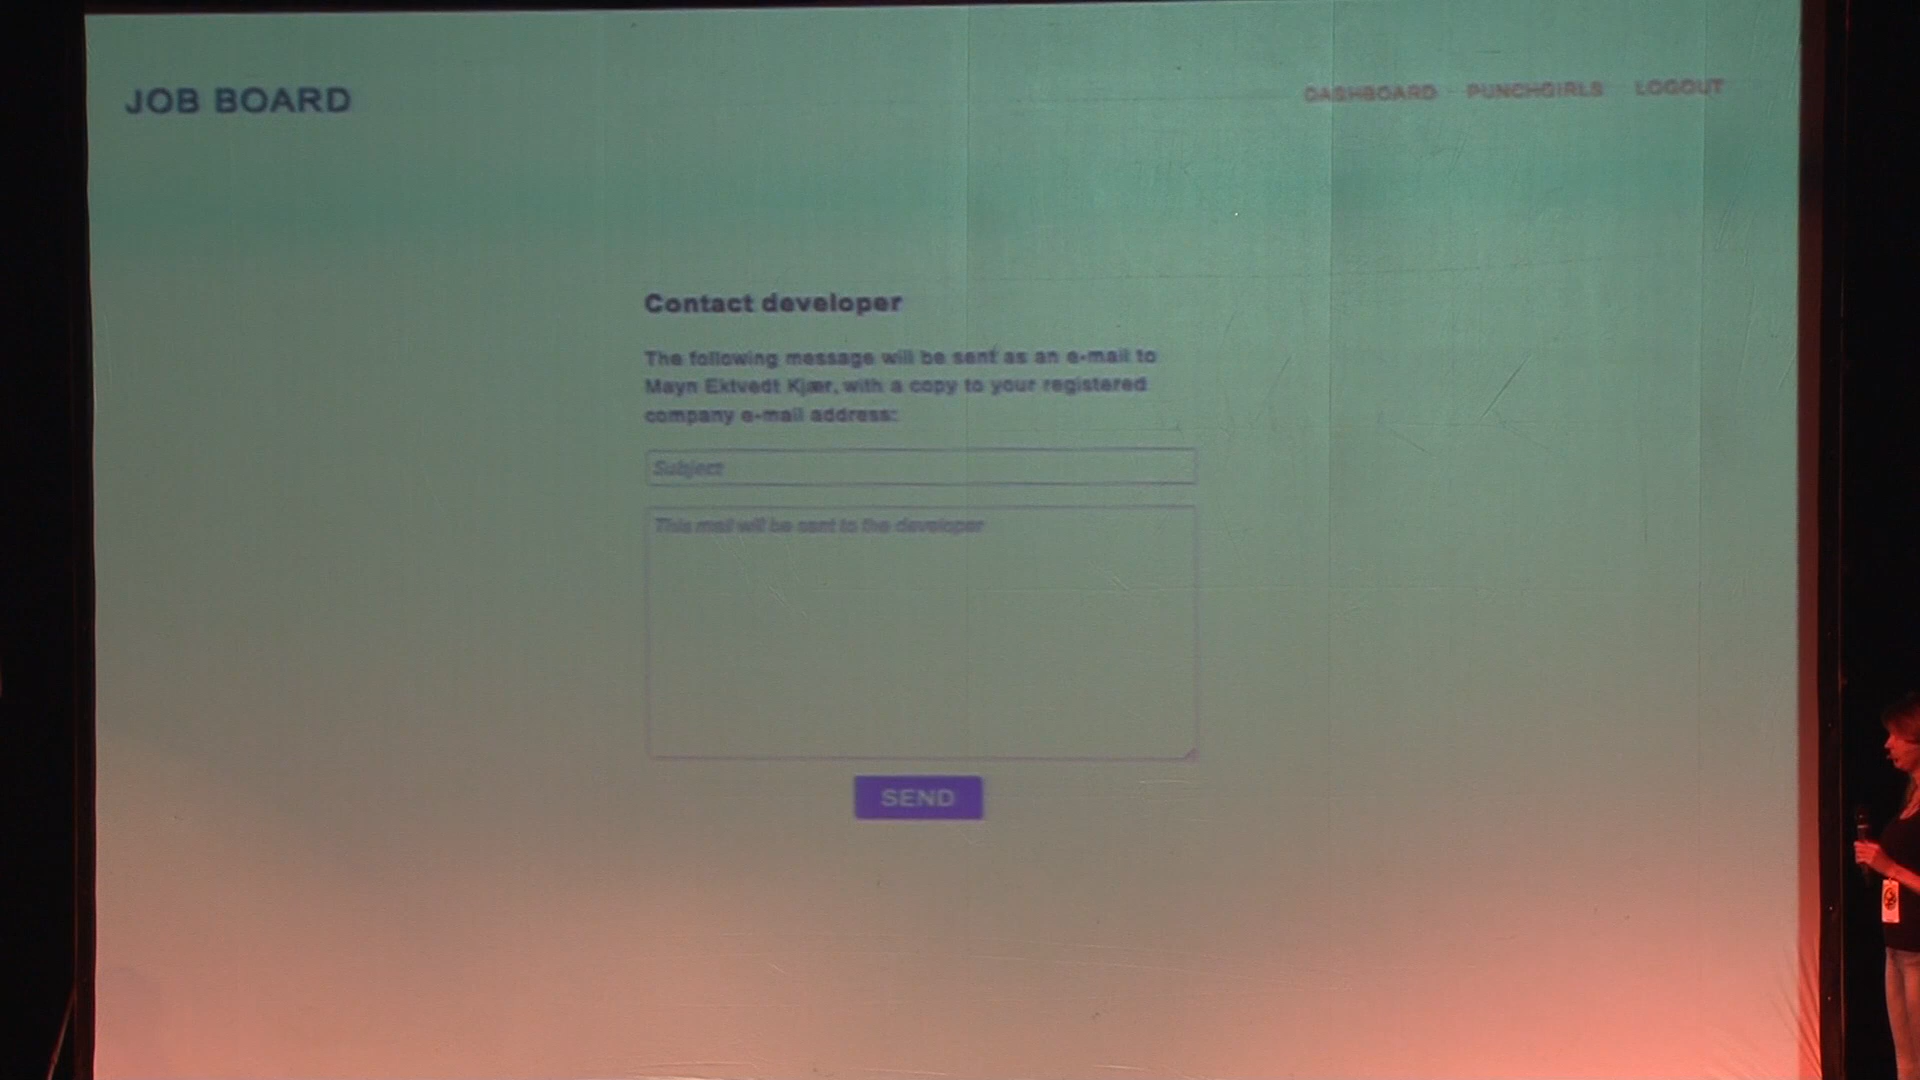 JOB BOARD
DASHBOARD PUNCHGIRLS LOGOUT
Contact developer
The following message will be sent as an e-mail to
Mayn Ektvedt Kjær, with a copy to your registered
company e-mail address:
Subject
This mail will be sent to the developer
SEND